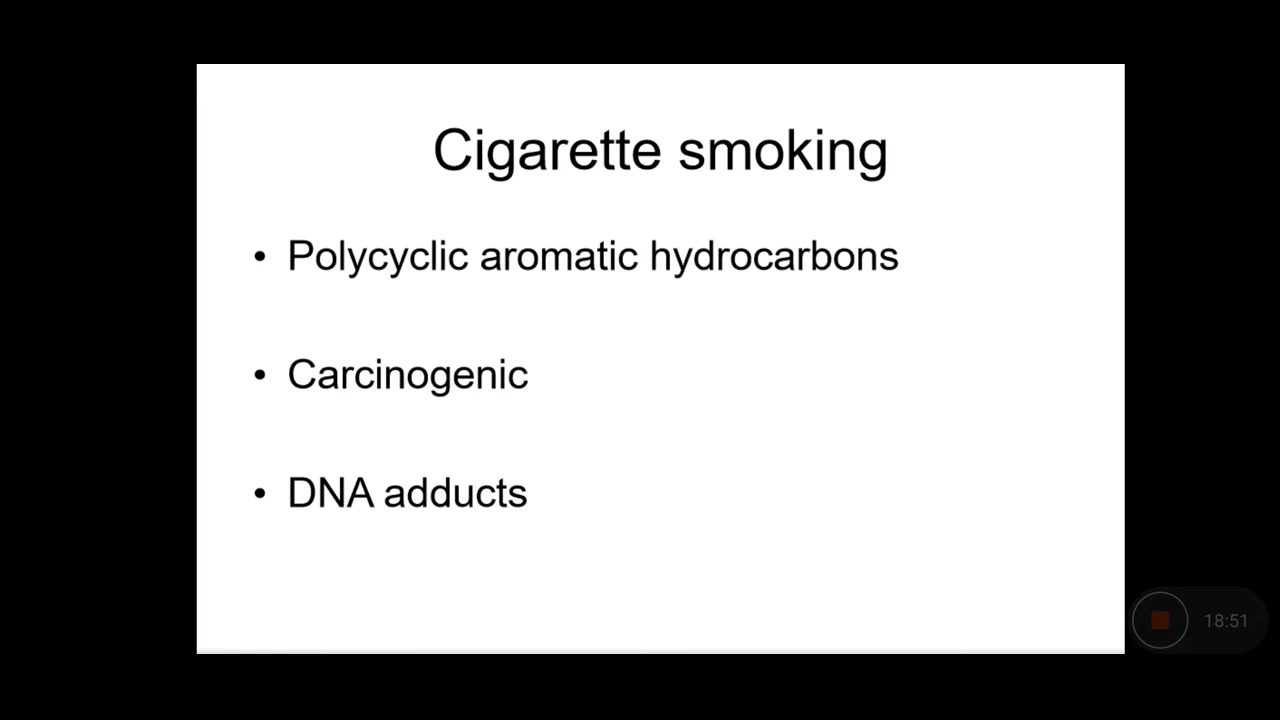 Cigarette smoking
• Polycyclic aromatic hydrocarbons
• Carcinogenic
• DNA adducts
18:51